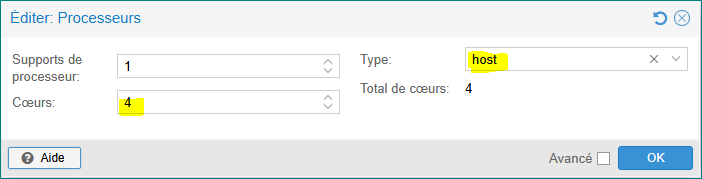 Éditer: Processeurs
Supports de processeur:
1
Type:
host
Cœurs:
4
Total de cœurs:
4
Aide
Avancé
OK